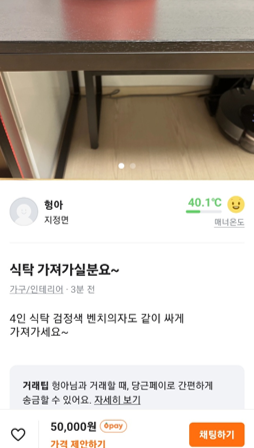 형아
지정면
40.1℃
매너온도
식탁 가져가실분요~
가구/인테리어 · 3분 전
4인 식탁 검정색 벤치의자도 같이 싸게
가져가세요~
거래팁 형아님과 거래할 때, 당근페이로 간편하게
송금할 수 있어요. 자세히 보기
50,000원 pay
가격 제안하기
채팅하기